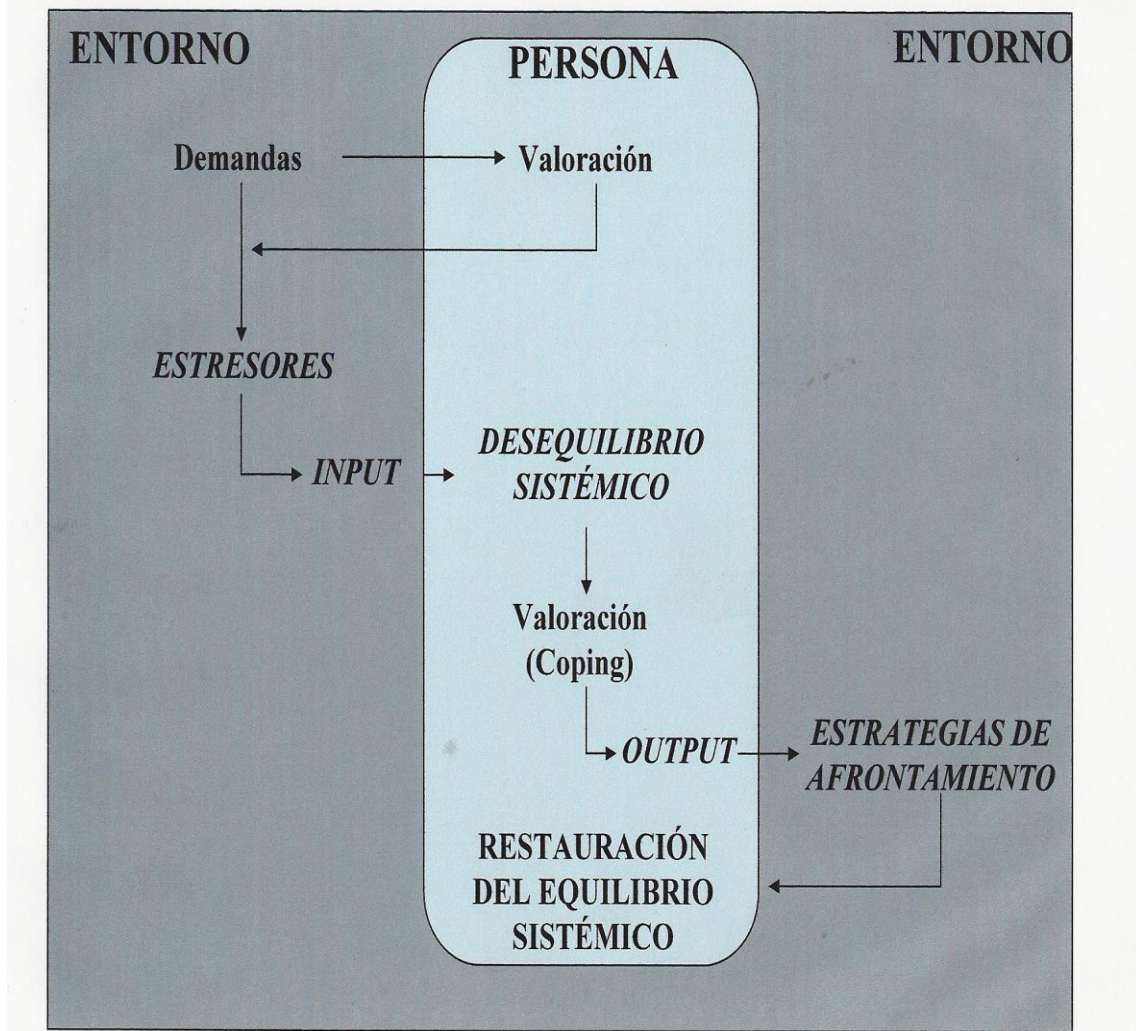 ENTORNO
PERSONA
ENTORNO
Demandas
Valoración
ESTRESORES
INPUT
DESEQUILIBRIO
SISTÉMICO
Valoración
(Coping)
OUTPUT
ESTRATEGIAS DE
AFRONTAMIENTO
RESTAURACIÓN
DEL EQUILIBRIO
SISTÉMICO